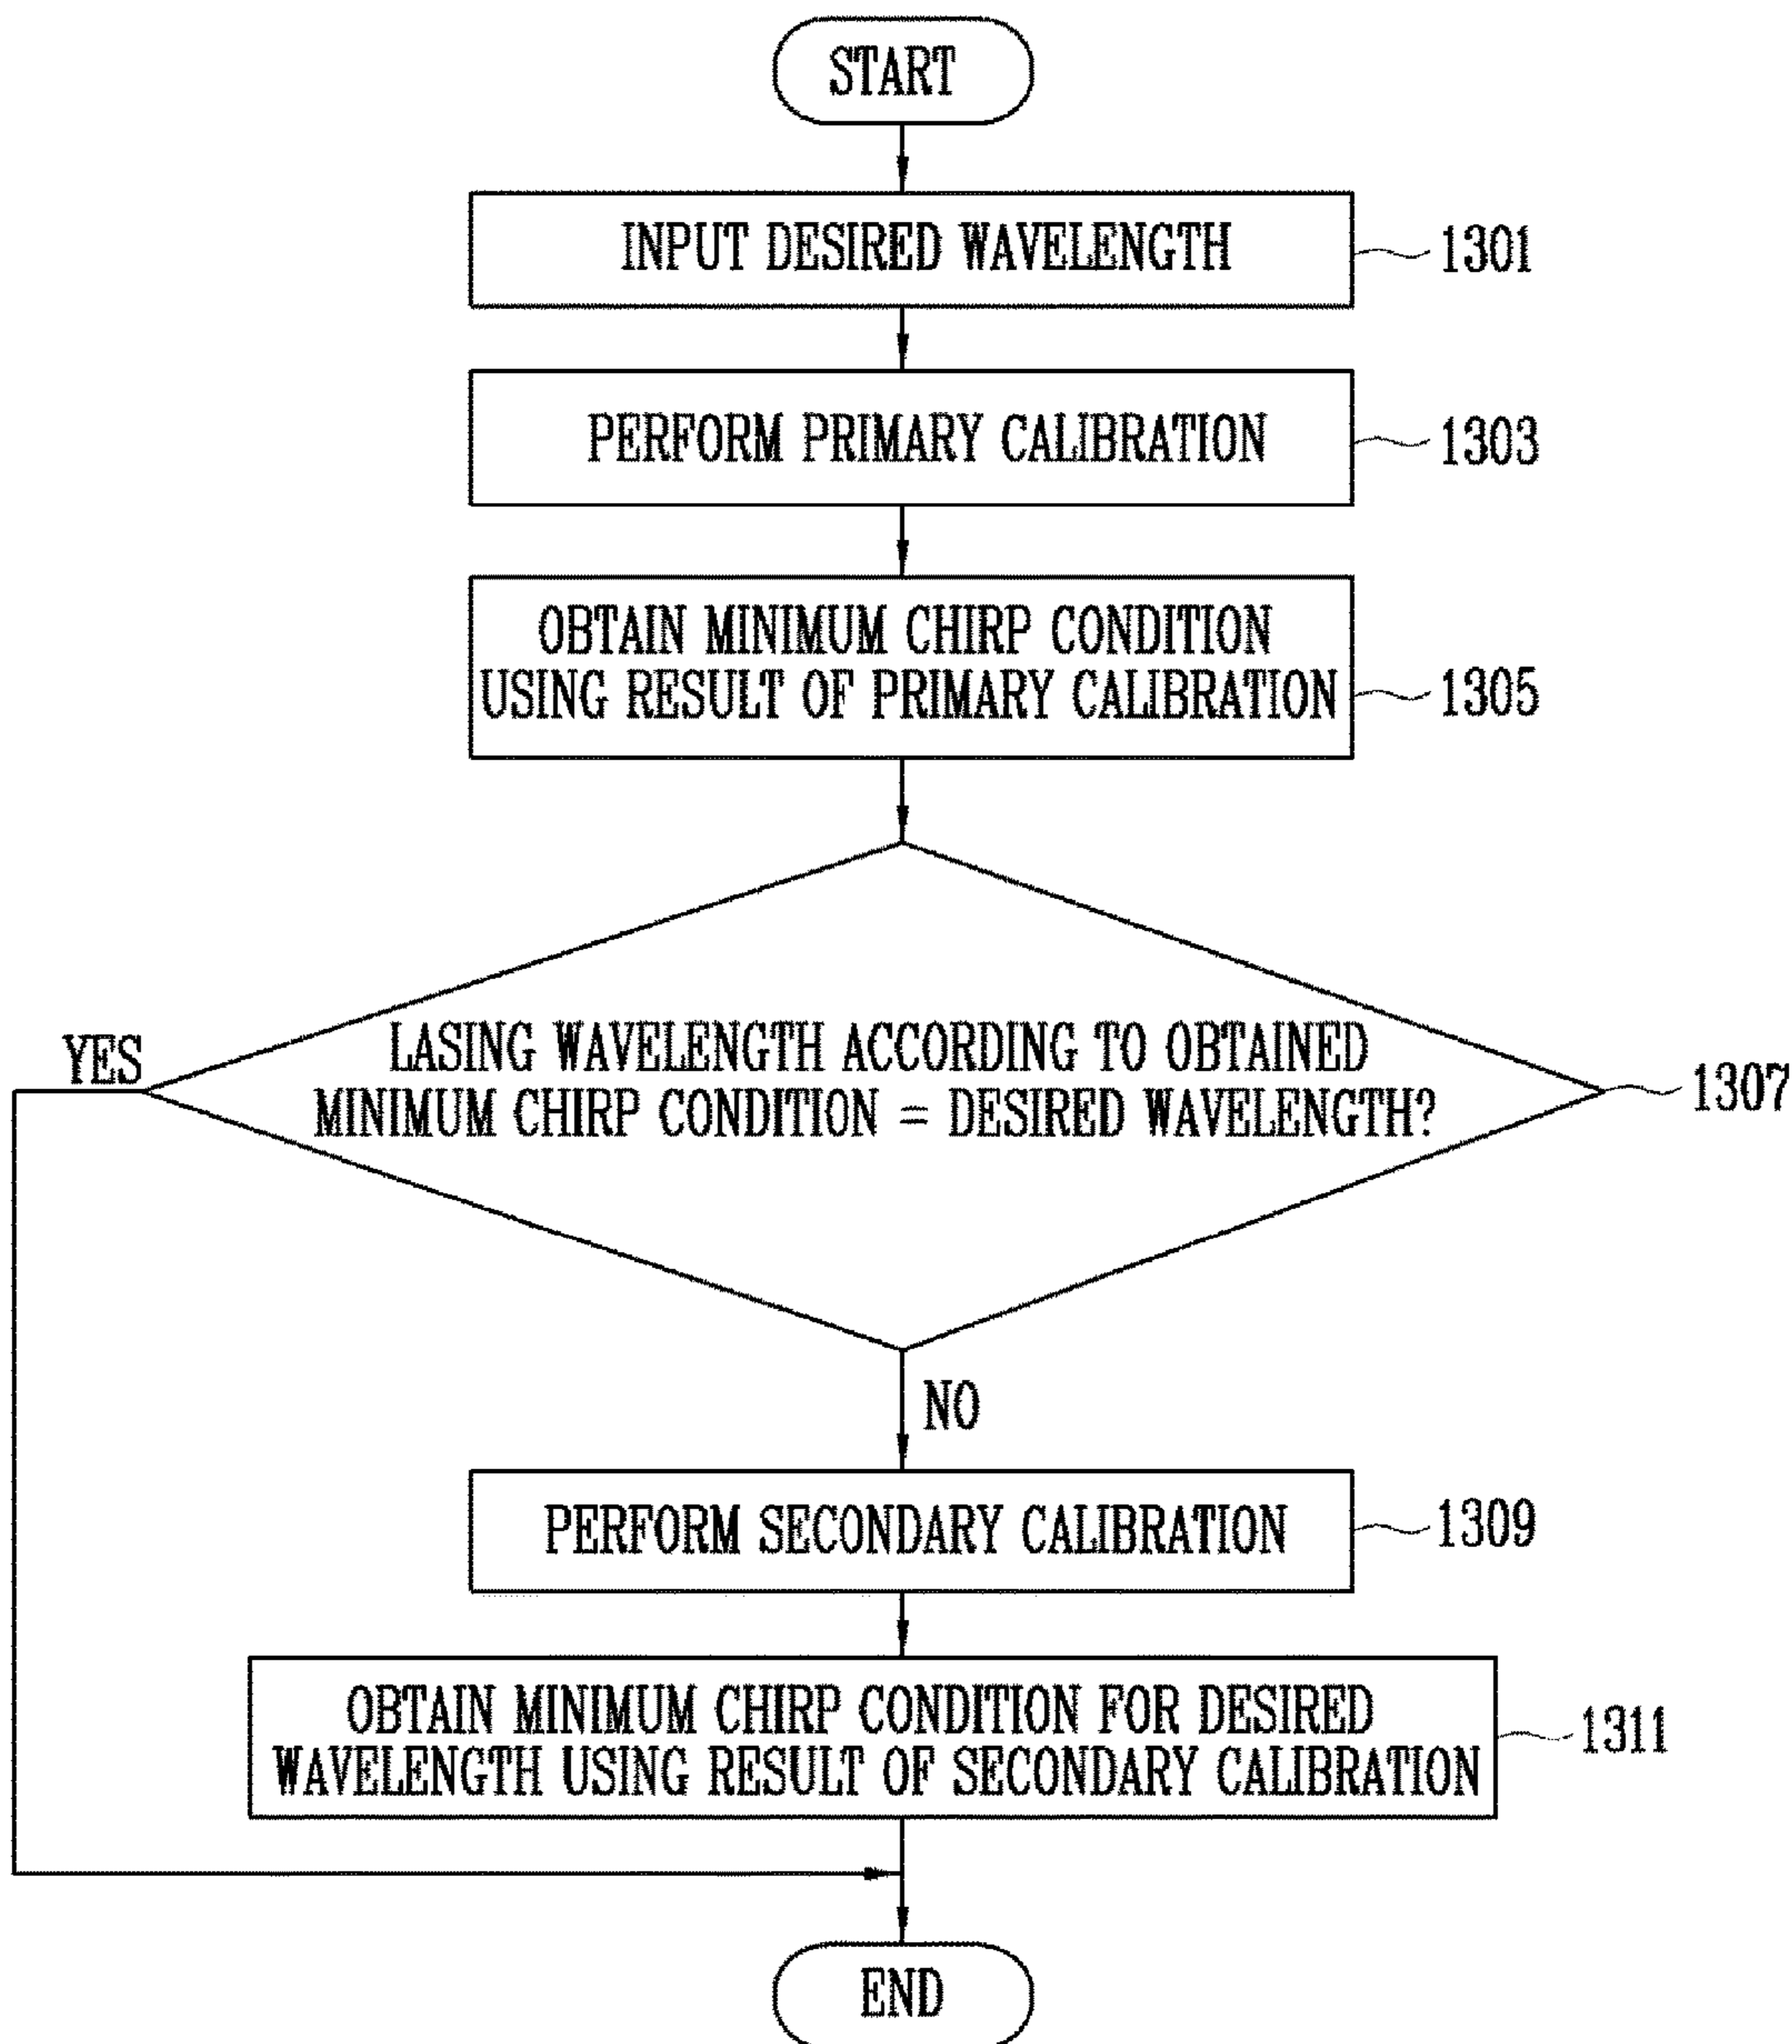 START
INPUT DESIRED WAVELENGTH
1301
PERFORM PRIMARY CALIBRATION
1303
OBTAIN MINIMUM CHIRP CONDITION
USING RESULT OF PRIMARY CALIBRATION
1305
YES
LASING WAVELENGTH ACCORDING TO OBTAINED
MINIMUM CHIRP CONDITION = DESIRED WAVELENGTH?
1307
NO
PERFORM SECONDARY CALIBRATION
1309
OBTAIN MINIMUM CHIRP CONDITION FOR DESIRED
WAVELENGTH USING RESULT OF SECONDARY CALIBRATION
1311
END